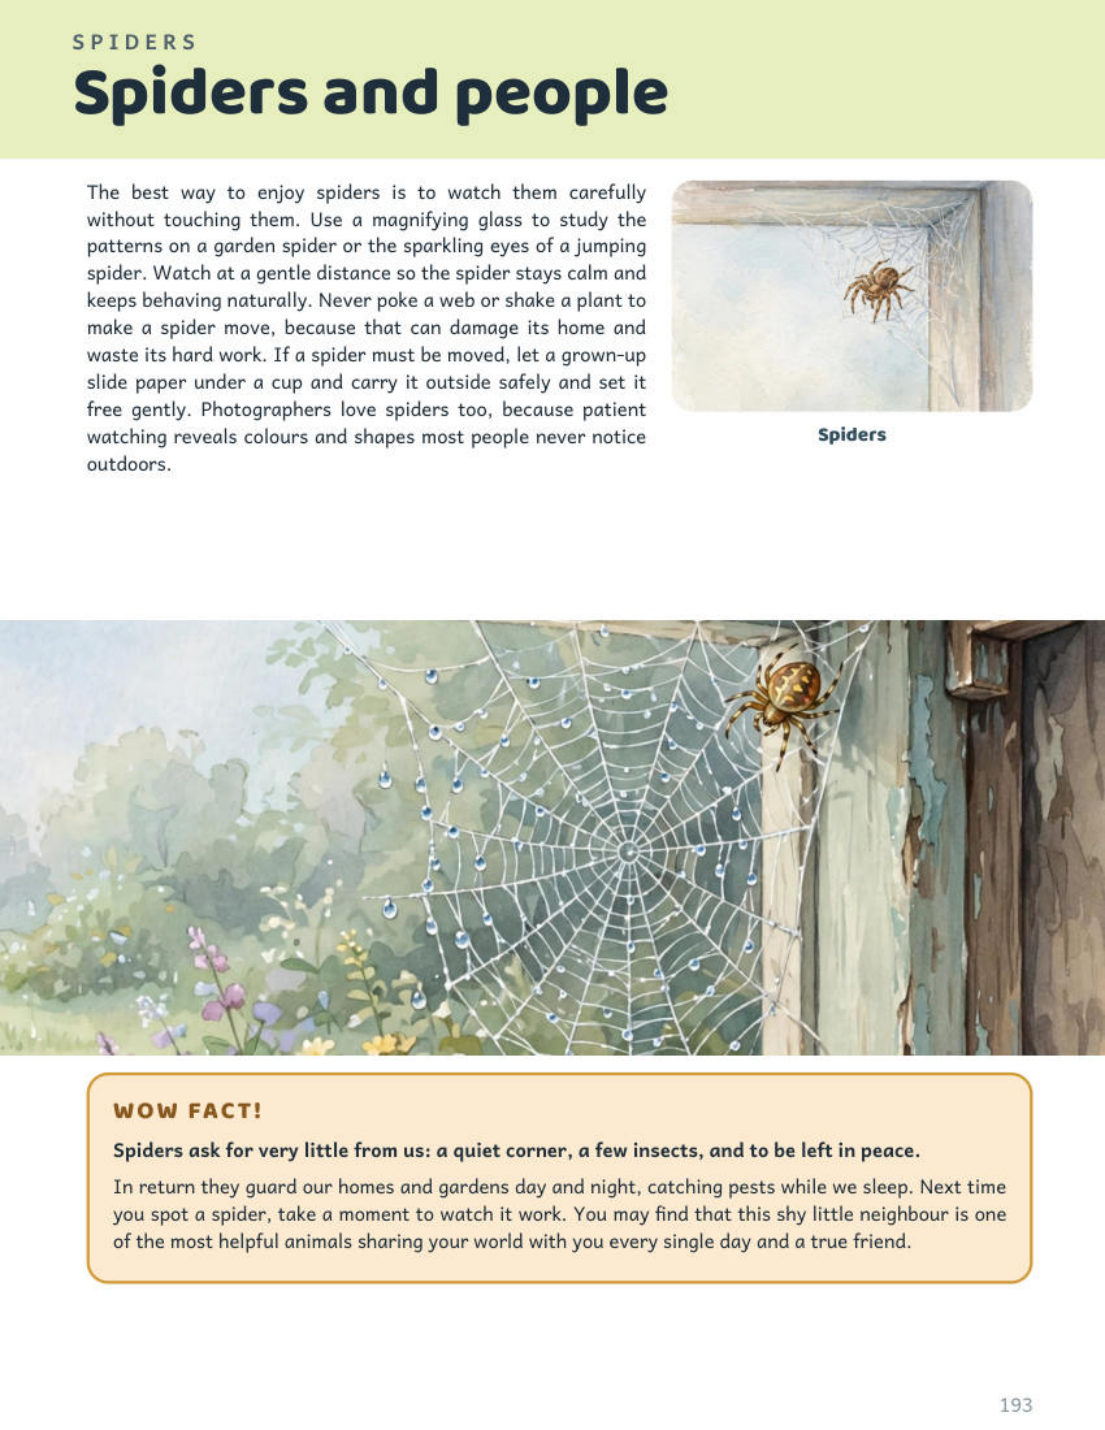 SPIDERS
Spiders and people
The best way to enjoy spiders is to watch them carefully
without touching them. Use a magnifying glass to study the
patterns on a garden spider or the sparkling eyes of a jumping
spider. Watch at a gentle distance so the spider stays calm and
keeps behaving naturally. Never poke a web or shake a plant to
make a spider move, because that can damage its home and
waste its hard work. If a spider must be moved, let a grown-up
slide paper under a cup and carry it outside safely and set it
free gently. Photographers love spiders too, because patient
watching reveals colours and shapes most people never notice
outdoors.
Spiders
WOW FACT!
Spiders ask for very little from us: a quiet corner, a few insects, and to be left in peace.
In return they guard our homes and gardens day and night, catching pests while we sleep. Next time
you spot a spider, take a moment to watch it work. You may find that this shy little neighbour is one
of the most helpful animals sharing your world with you every single day and a true friend.
193